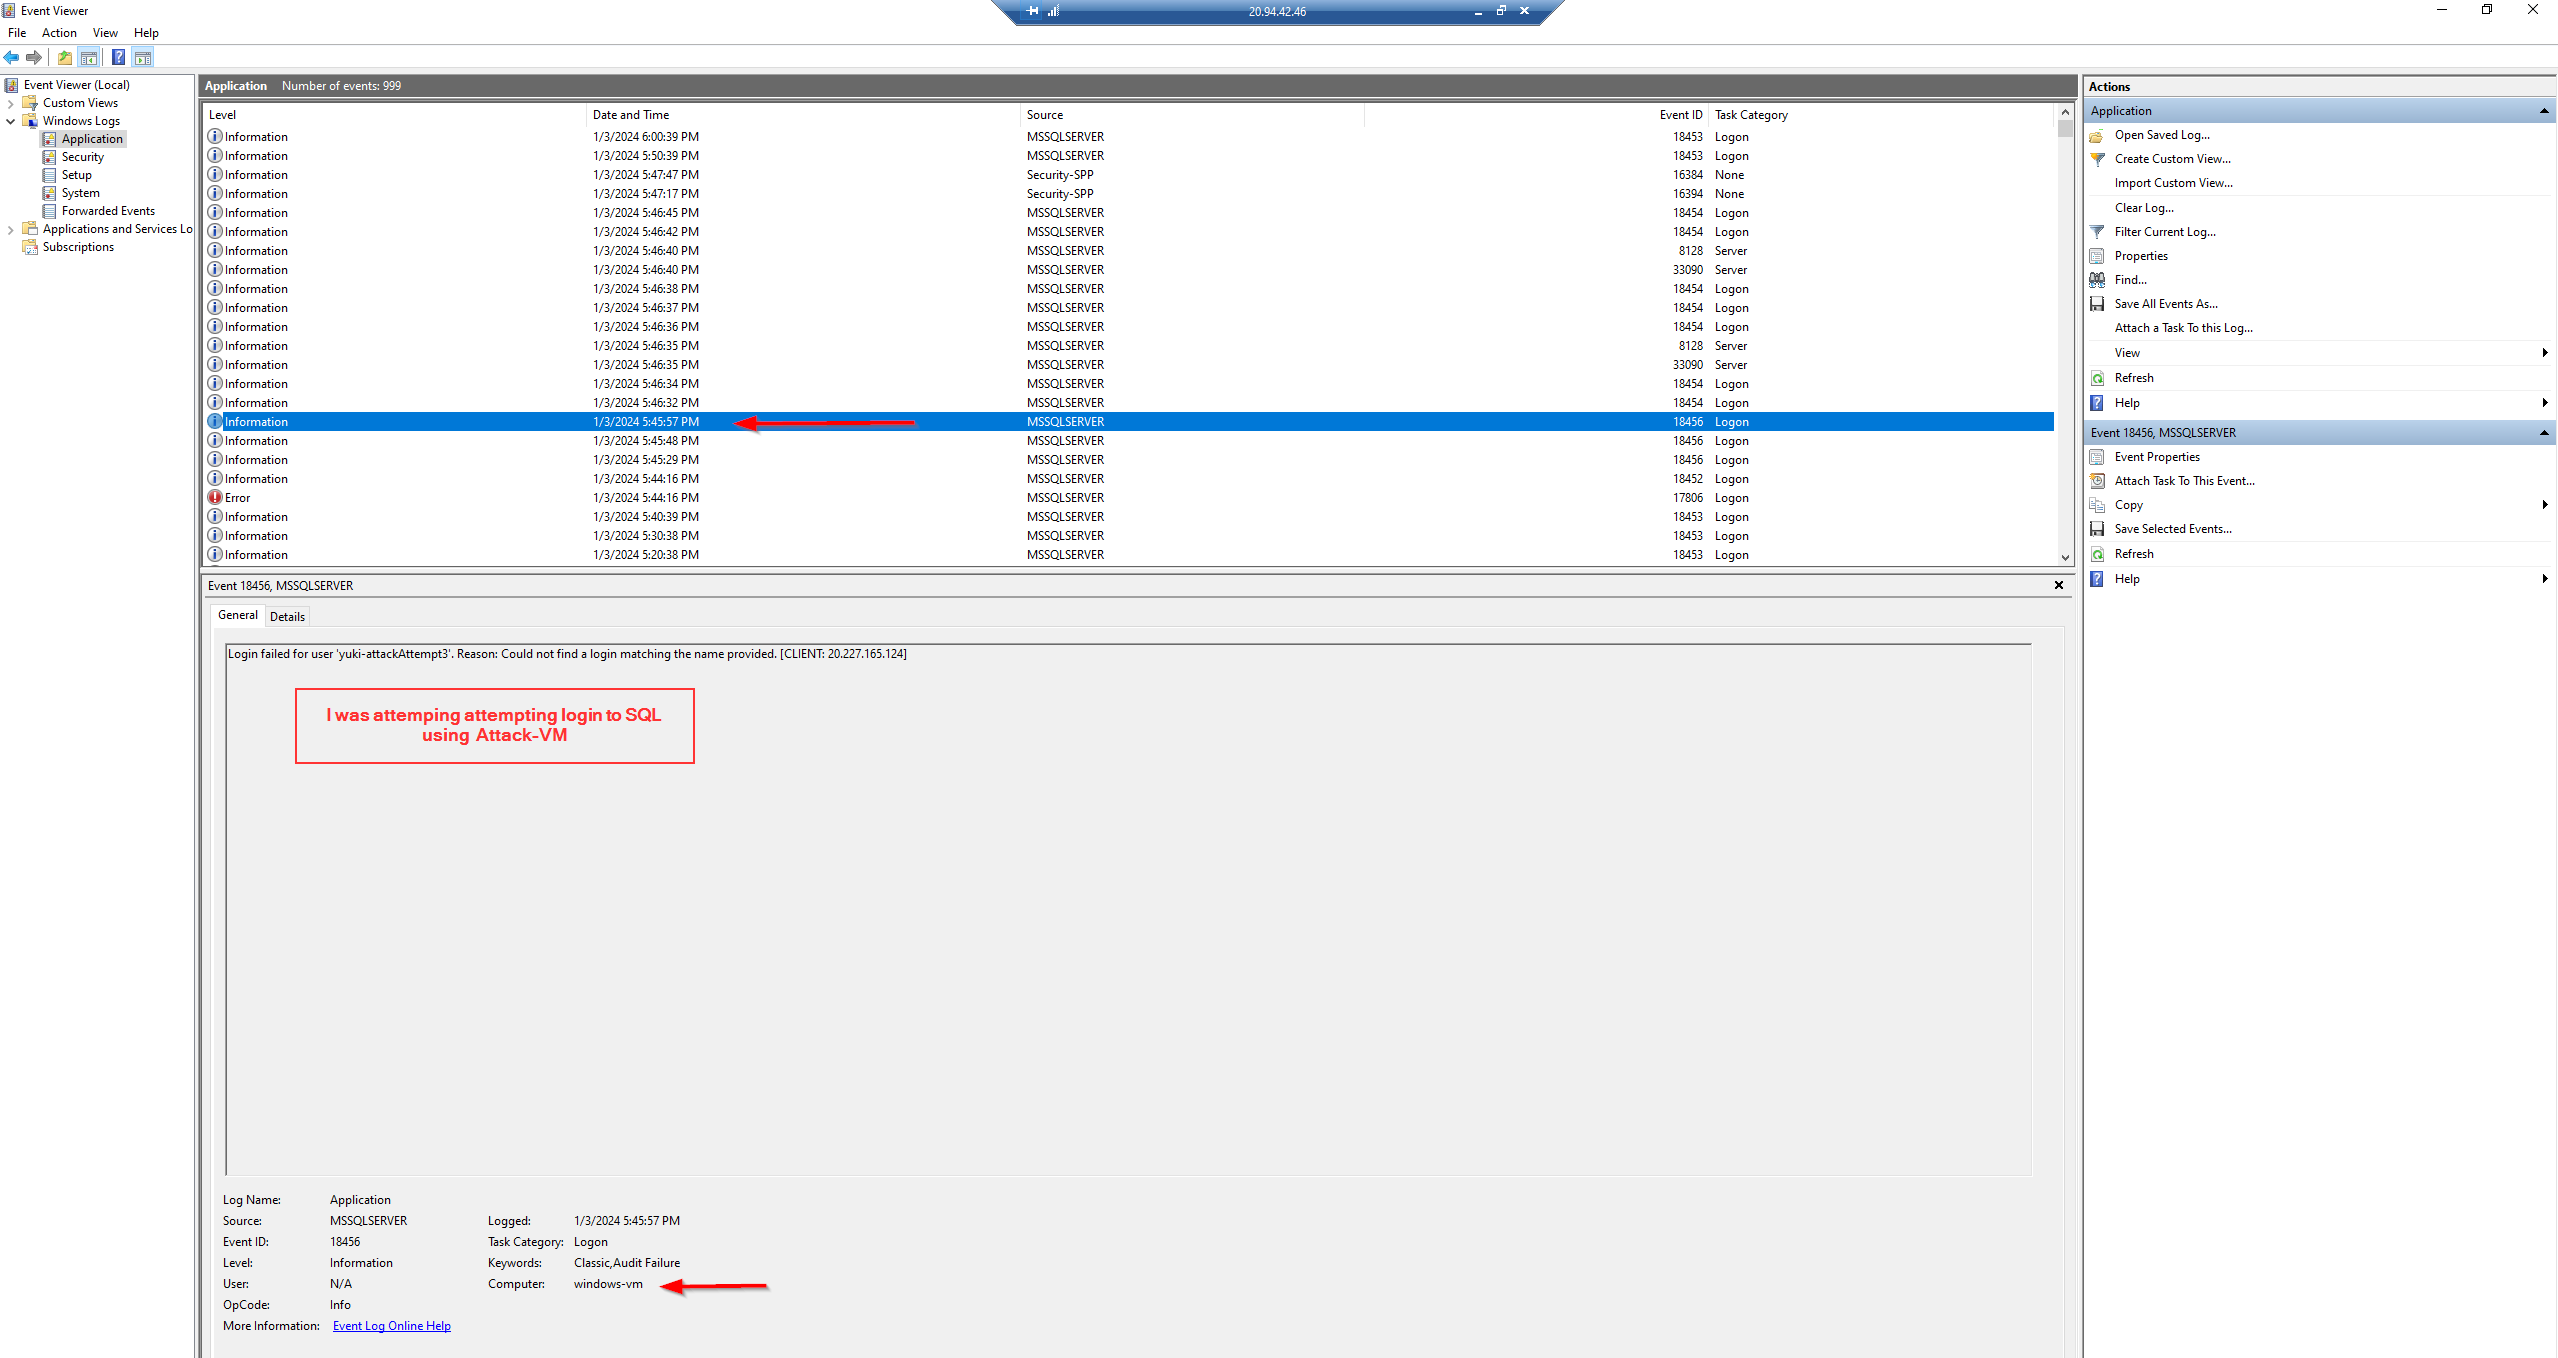 Event Viewer
20.94.42.46
File Action View Help
Event Viewer (Local)
Custom Views
Windows Logs
Application
Security
Setup
System
Forwarded Events
Applications and Services Lo
Subscriptions
Application Number of events: 999
Level Date and Time Source Event ID Task Category
Information 1/3/2024 6:00:39 PM MSSQLSERVER 18453 Logon
Information 1/3/2024 5:50:39 PM MSSQLSERVER 18453 Logon
Information 1/3/2024 5:47:47 PM Security-SPP 16384 None
Information 1/3/2024 5:47:17 PM Security-SPP 16394 None
Information 1/3/2024 5:46:45 PM MSSQLSERVER 18454 Logon
Information 1/3/2024 5:46:42 PM MSSQLSERVER 18454 Logon
Information 1/3/2024 5:46:40 PM MSSQLSERVER 8128 Server
Information 1/3/2024 5:46:40 PM MSSQLSERVER 33090 Server
Information 1/3/2024 5:46:38 PM MSSQLSERVER 18454 Logon
Information 1/3/2024 5:46:37 PM MSSQLSERVER 18454 Logon
Information 1/3/2024 5:46:36 PM MSSQLSERVER 18454 Logon
Information 1/3/2024 5:46:35 PM MSSQLSERVER 8128 Server
Information 1/3/2024 5:46:35 PM MSSQLSERVER 33090 Server
Information 1/3/2024 5:46:34 PM MSSQLSERVER 18454 Logon
Information 1/3/2024 5:46:32 PM MSSQLSERVER 18454 Logon
Information 1/3/2024 5:45:57 PM MSSQLSERVER 18456 Logon
Information 1/3/2024 5:45:48 PM MSSQLSERVER 18456 Logon
Information 1/3/2024 5:45:29 PM MSSQLSERVER 18456 Logon
Information 1/3/2024 5:44:16 PM MSSQLSERVER 18452 Logon
Error 1/3/2024 5:44:16 PM MSSQLSERVER 17806 Logon
Information 1/3/2024 5:40:39 PM MSSQLSERVER 18453 Logon
Information 1/3/2024 5:30:38 PM MSSQLSERVER 18453 Logon
Information 1/3/2024 5:20:38 PM MSSQLSERVER 18453 Logon
Event 18456, MSSQLSERVER
General Details
Login failed for user 'yuki-attackAttempt3'. Reason: Could not find a login matching the name provided. [CLIENT: 20.227.165.124]
I was attemping attempting login to SQL
using Attack-VM
Log Name: Application
Source: MSSQLSERVER Logged: 1/3/2024 5:45:57 PM
Event ID: 18456 Task Category: Logon
Level: Information Keywords: Classic,Audit Failure
User: N/A Computer: windows-vm
OpCode: Info
More Information: Event Log Online Help
Actions
Application
Open Saved Log...
Create Custom View...
Import Custom View...
Clear Log...
Filter Current Log...
Properties
Find...
Save All Events As...
Attach a Task To this Log...
View
Refresh
Help
Event 18456, MSSQLSERVER
Event Properties
Attach Task To This Event...
Copy
Save Selected Events...
Refresh
Help